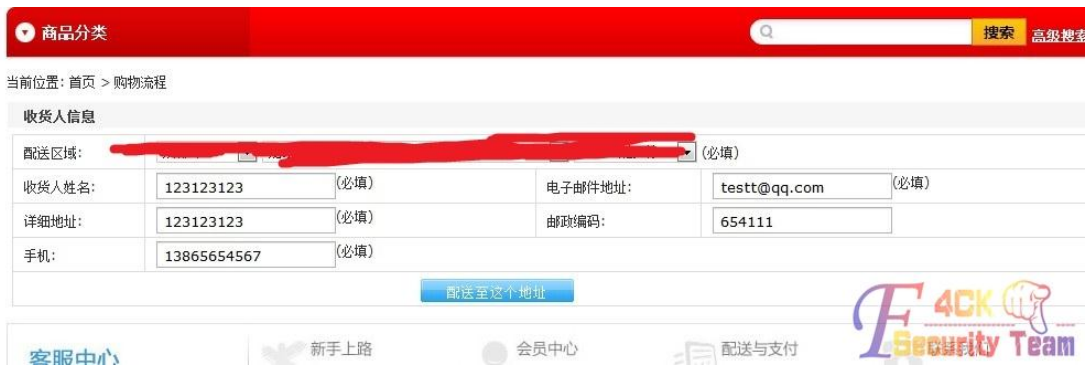 商品分类
搜索 高级搜索
当前位置: 首页 > 购物流程
收货人信息
配送区域: (必填)
收货人姓名: 123123123 (必填) 电子邮件地址: testt@qq.com (必填)
详细地址: 123123123 (必填) 邮政编码: 654111
手机: 13865654567 (必填)
配送至这个地址
客服中心 新手上路 会员中心 配送与支付
F4CK
Security Team